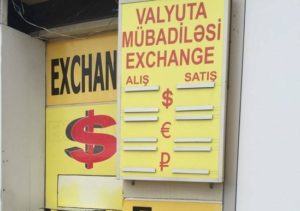 VALYUTA
MÜBADİLƏSİ
EXCHANGE
ALIŞ SATIŞ
$
€
₽
EXCHAN
$